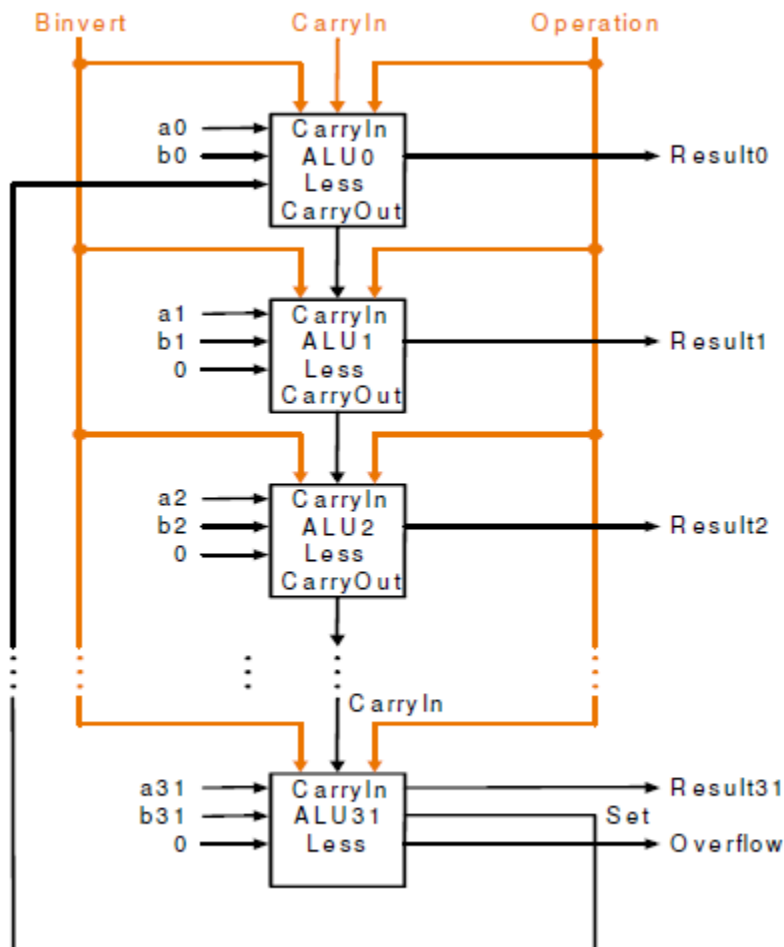 Binvert CarryIn Operation
a0 CarryIn
b0 ALU0 Result0
Less
CarryOut
a1 CarryIn
b1 ALU1 Result1
0 Less
CarryOut
a2 CarryIn
b2 ALU2 Result2
0 Less
CarryOut
CarryIn
a31 CarryIn Result31
b31 ALU31 Set
0 Less Overflow